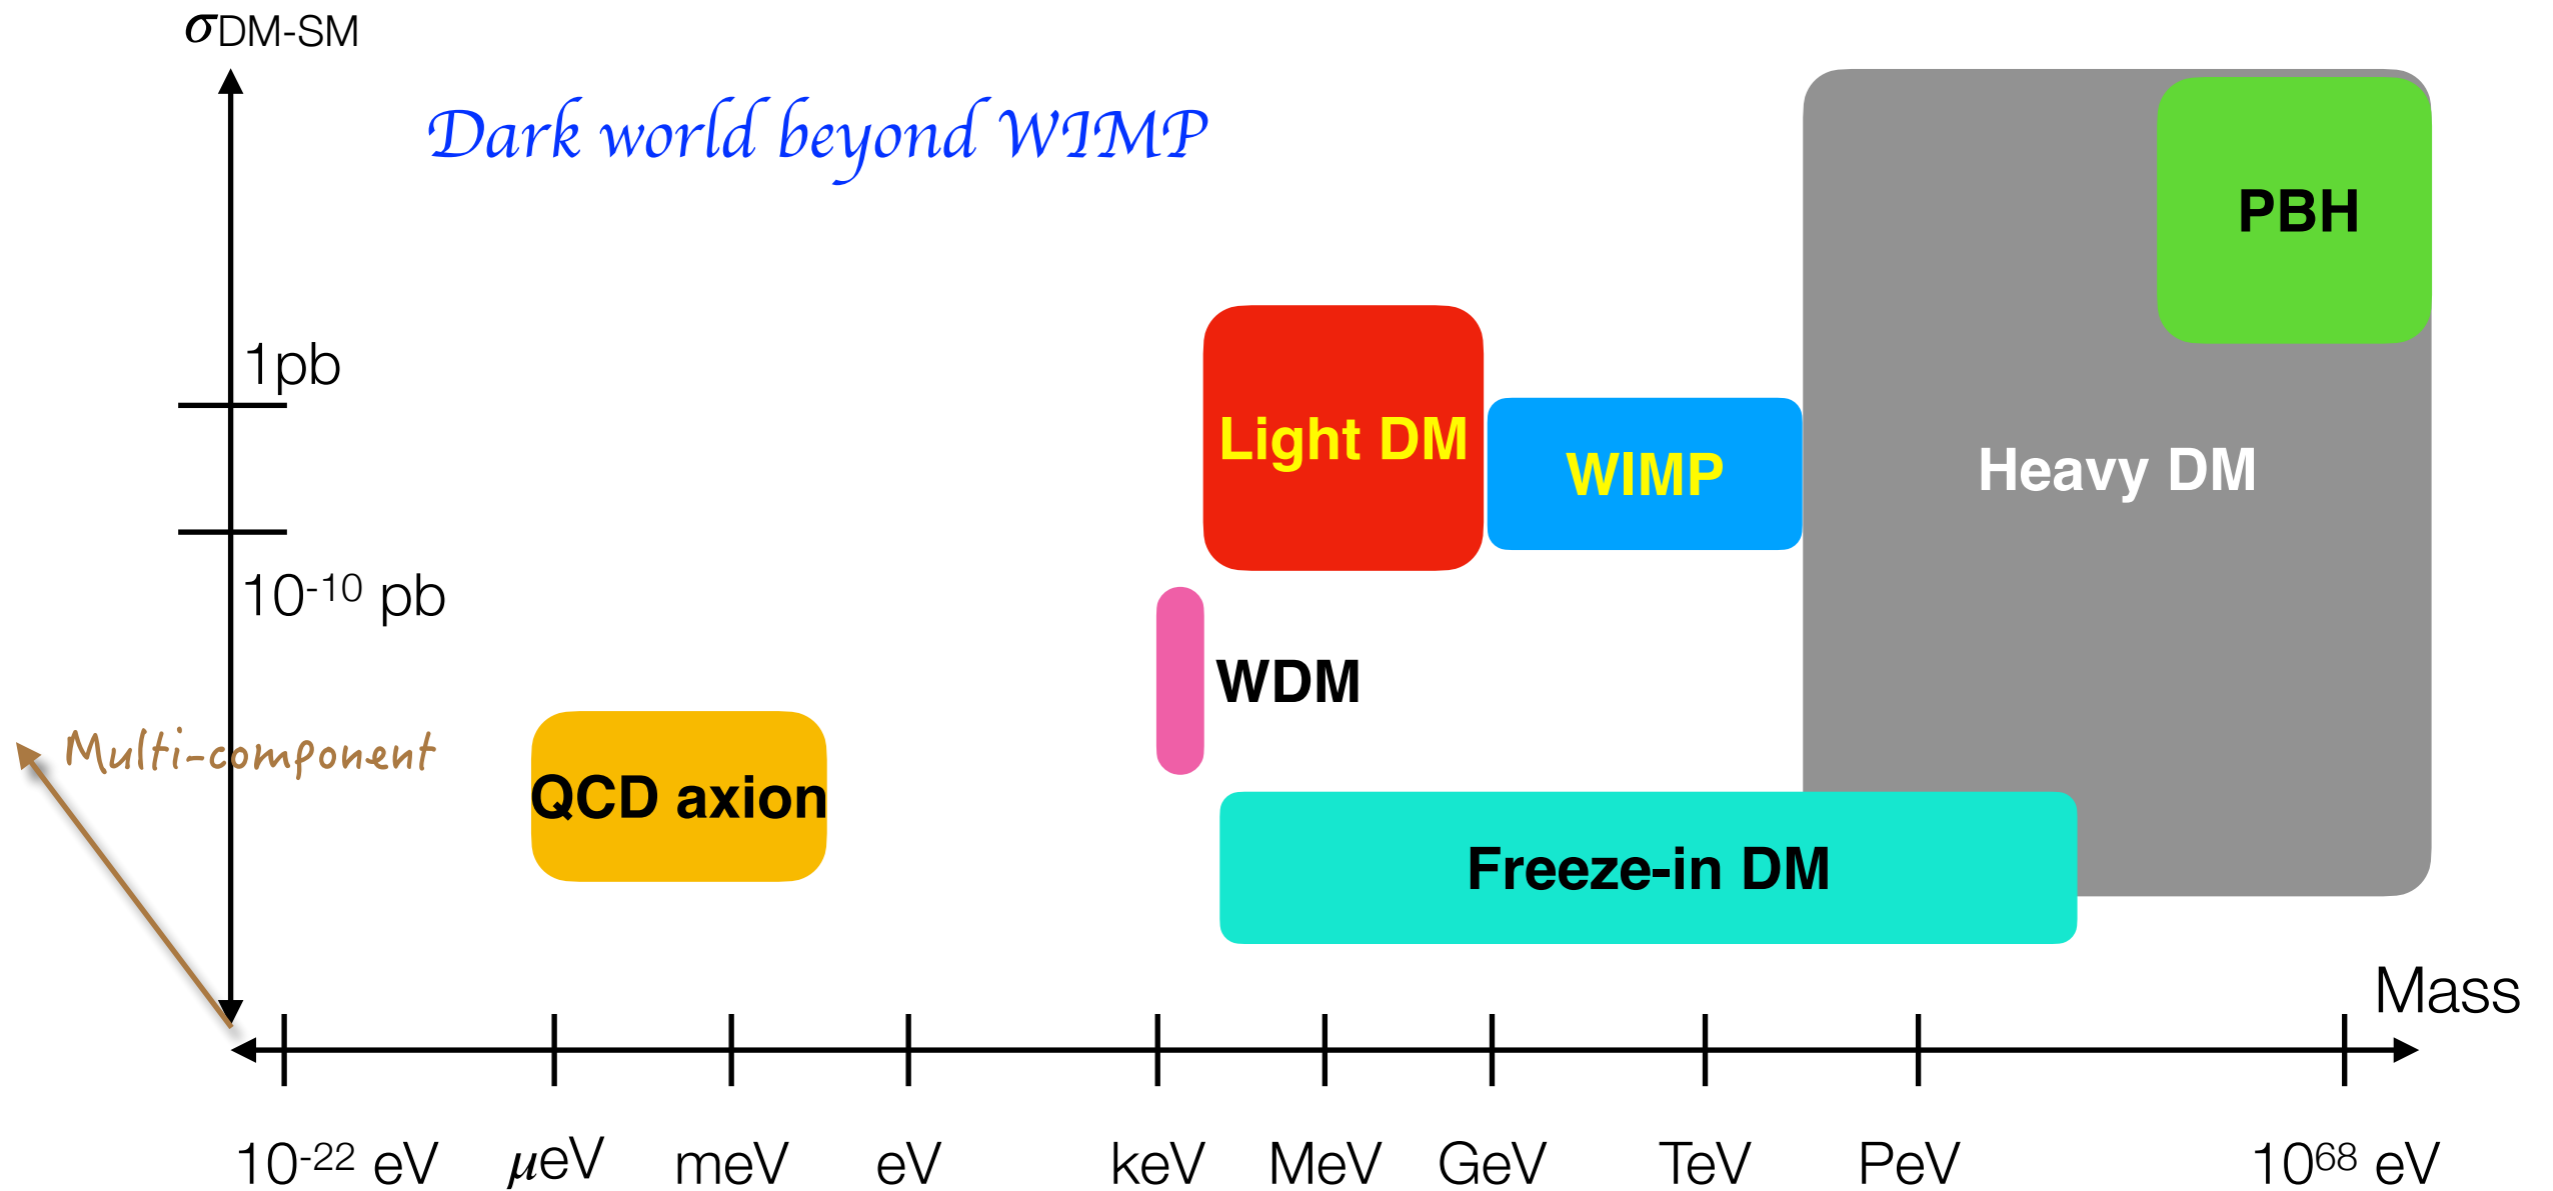 σDM-SM
Dark world beyond WIMP
PBH
1pb
Light DM
WIMP
Heavy DM
10⁻¹⁰ pb
WDM
Multi-component
QCD axion
Freeze-in DM
Mass
10⁻²² eV μeV meV eV keV MeV GeV TeV PeV 10⁶⁸ eV